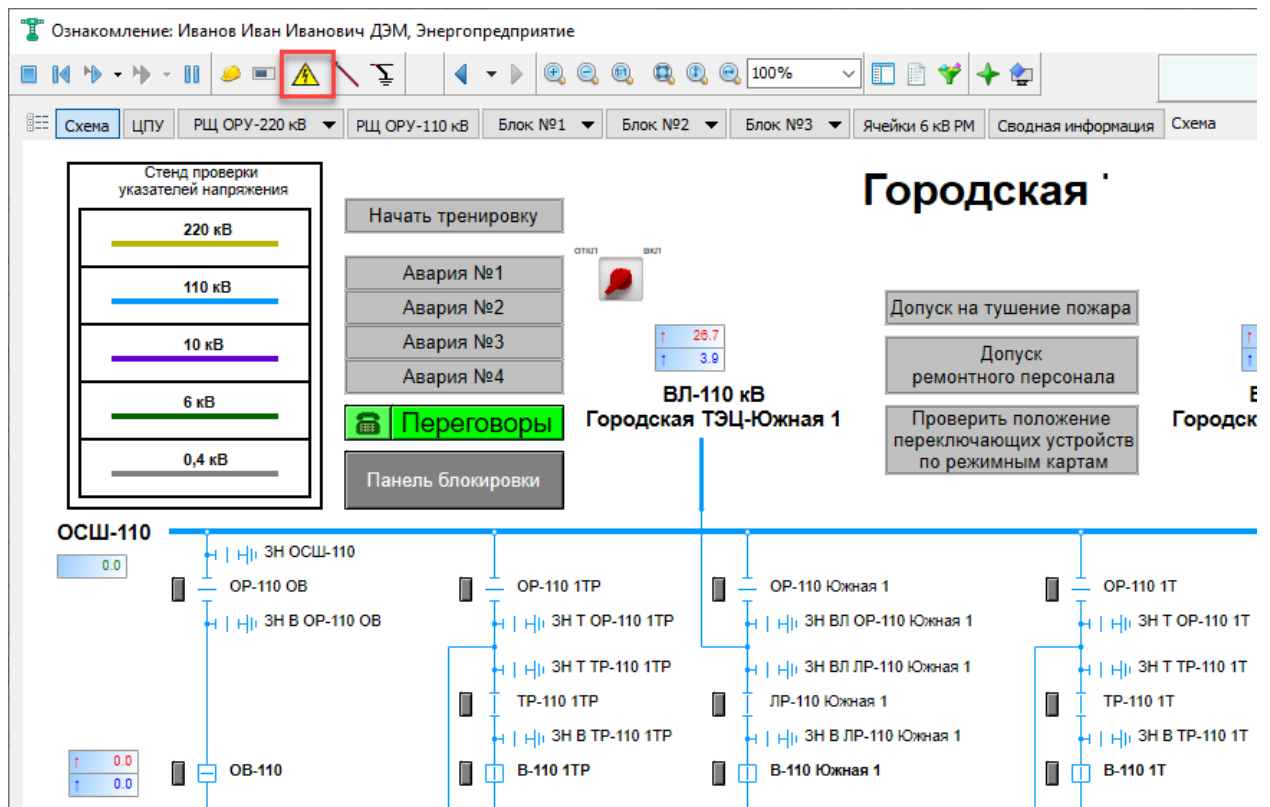 Ознакомление: Иванов Иван Иванович ДЭМ, Энергопредприятие
100%
Схема ЦПУ РЩ ОРУ-220 кВ РЩ ОРУ-110 кВ Блок №1 Блок №2 Блок №3 Ячейки 6 кВ РМ Сводная информация Схема
Стенд проверки
указателей напряжения
220 кВ
110 кВ
10 кВ
6 кВ
0,4 кВ
Начать тренировку
Авария №1
Авария №2
Авария №3
Авария №4
Переговоры
Панель блокировки
откл вкл
26.7
3.9
ВЛ-110 кВ
Городская ТЭЦ-Южная 1
Городская
Допуск на тушение пожара
Допуск
ремонтного персонала
Проверить положение
переключающих устройств
по режимным картам
В
Городск
ОСШ-110
0.0
ЗН ОСШ-110
ОР-110 ОВ ОР-110 1ТР ОР-110 Южная 1 ОР-110 1Т
ЗН В ОР-110 ОВ ЗН Т ОР-110 1ТР ЗН ВЛ ОР-110 Южная 1 ЗН Т ОР-110 1Т
ЗН Т ТР-110 1ТР ЗН ВЛ ЛР-110 Южная 1 ЗН Т ТР-110 1Т
ТР-110 1ТР ЛР-110 Южная 1 ТР-110 1Т
ЗН В ТР-110 1ТР ЗН В ЛР-110 Южная 1 ЗН В ТР-110 1Т
0.0
0.0
ОВ-110 В-110 1ТР В-110 Южная 1 В-110 1Т